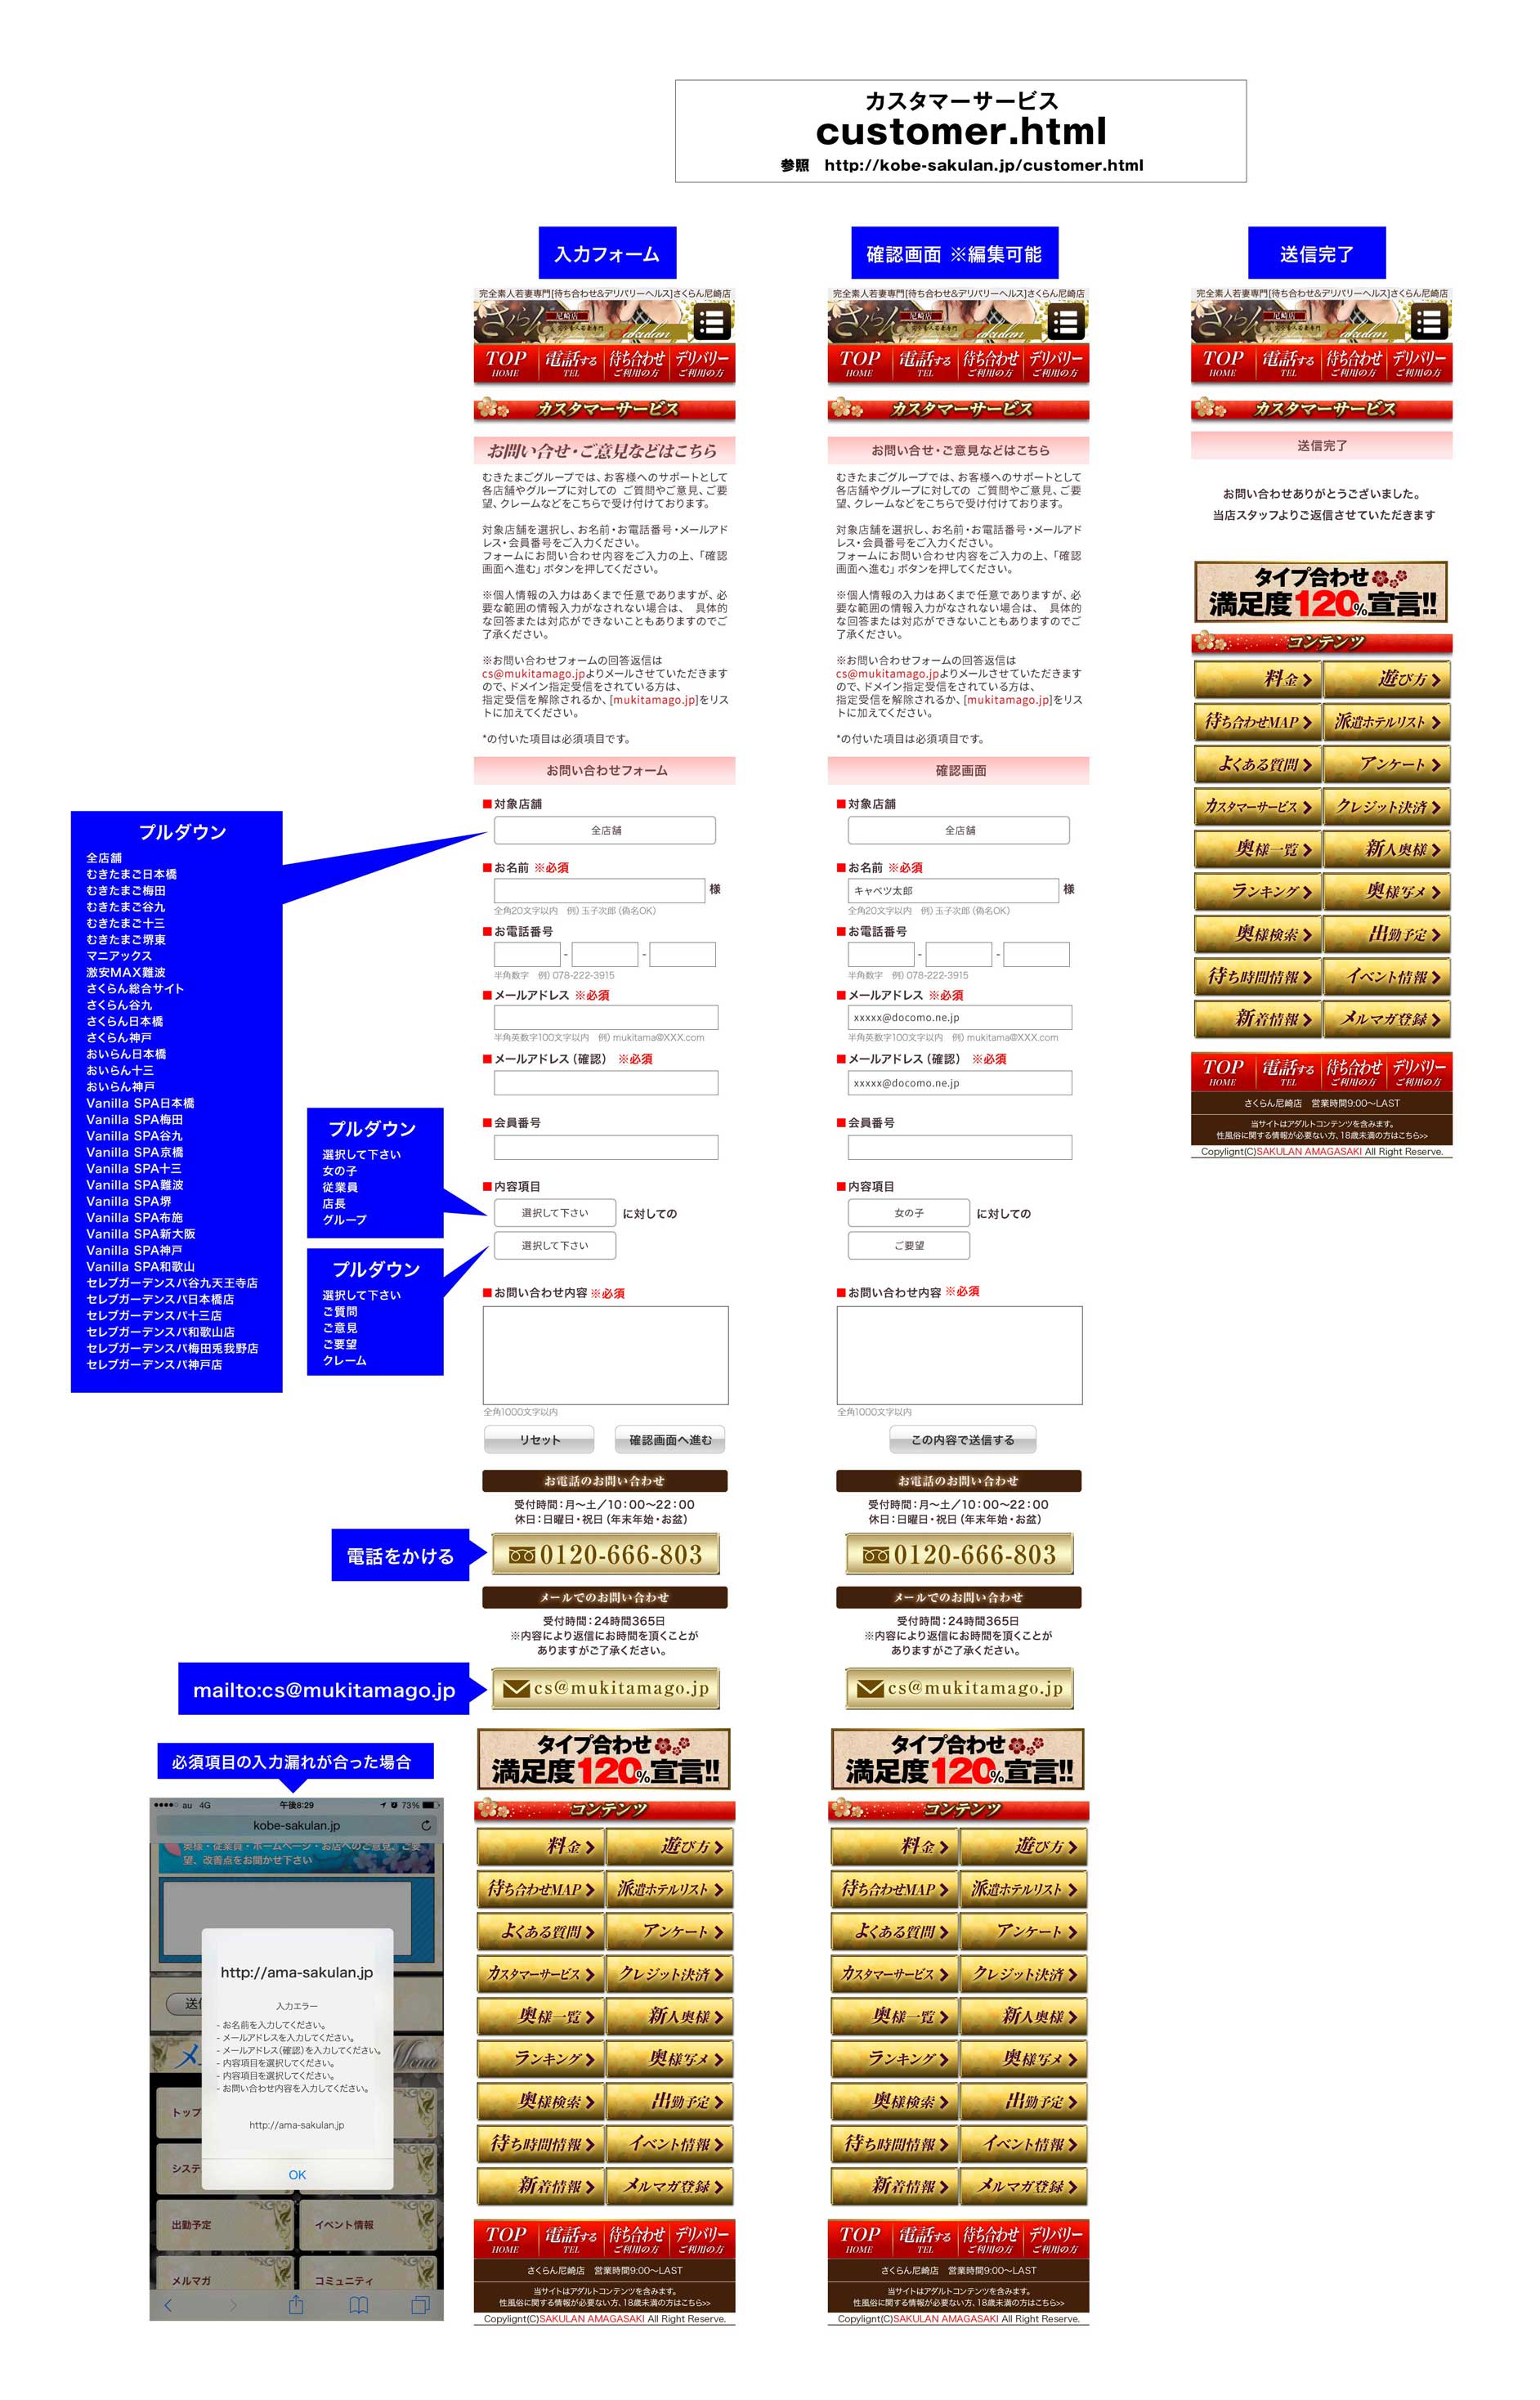 カスタマーサービス
customer.html
参照　http://kobe-sakulan.jp/customer.html
入力フォーム
完全素人若妻専門[待ち合わせ&デリバリーヘルス]さくらん尼崎店
さくらん
尼崎店
Sakulan
TOP 電話する 待ち合わせ デリバリー
HOME TEL ご利用の方 ご利用の方
カスタマーサービス
お問い合せ・ご意見などはこちら
むきたまごグループでは、お客様へのサポートとして
各店舗やグループに対しての ご質問やご意見、ご要
望、クレームなどをこちらで受け付けております。
対象店舗を選択し、お名前・お電話番号・メールアド
レス・会員番号をご入力ください。
フォームにお問い合わせ内容をご入力の上、「確認
画面へ進む」ボタンを押してください。
※個人情報の入力はあくまで任意でありますが、必
要な範囲の情報入力がなされない場合は、 具体的
な回答または対応ができないこともありますのでご
了承ください。
※お問い合わせフォームの回答返信は
cs@mukitamago.jpよりメールさせていただきます
ので、ドメイン指定受信をされている方は、
指定受信を解除されるか、[mukitamago.jp]をリス
トに加えてください。
*の付いた項目は必須項目です。
お問い合わせフォーム
■対象店舗
全店舗
■お名前 ※必須
様
全角20文字以内　例）玉子次郎（偽名OK）
■お電話番号
- -
半角数字　例）078-222-3915
■メールアドレス ※必須
半角英数字100文字以内　例）mukitama@XXX.com
■メールアドレス（確認） ※必須
■会員番号
■内容項目
選択して下さい に対しての
選択して下さい
■お問い合わせ内容 ※必須
全角1000文字以内
リセット 確認画面へ進む
お電話のお問い合わせ
受付時間：月〜土／10：00〜22：00
休日：日曜日・祝日（年末年始・お盆）
0120-666-803
メールでのお問い合わせ
受付時間：24時間365日
※内容により返信にお時間を頂くことが
ありますがご了承ください。
cs@mukitamago.jp
タイプ合わせ
満足度120%宣言!!
コンテンツ
料金 遊び方
待ち合わせMAP 派遣ホテルリスト
よくある質問 アンケート
カスタマーサービス クレジット決済
奥様一覧 新人奥様
ランキング 奥様写メ
奥様検索 出勤予定
待ち時間情報 イベント情報
新着情報 メルマガ登録
TOP 電話する 待ち合わせ デリバリー
HOME TEL ご利用の方 ご利用の方
さくらん尼崎店　営業時間9:00〜LAST
当サイトはアダルトコンテンツを含みます。
性風俗に関する情報が必要ない方、18歳未満の方はこちら>>
Copylignt(C)SAKULAN AMAGASAKI All Right Reserve.
プルダウン
全店舗
むきたまご日本橋
むきたまご梅田
むきたまご谷九
むきたまご十三
むきたまご堺東
マニアックス
激安MAX難波
さくらん総合サイト
さくらん谷九
さくらん日本橋
さくらん神戸
おいらん日本橋
おいらん十三
おいらん神戸
Vanilla SPA日本橋
Vanilla SPA梅田
Vanilla SPA谷九
Vanilla SPA京橋
Vanilla SPA十三
Vanilla SPA難波
Vanilla SPA堺
Vanilla SPA布施
Vanilla SPA新大阪
Vanilla SPA神戸
Vanilla SPA和歌山
セレブガーデンスパ谷九天王寺店
セレブガーデンスパ日本橋店
セレブガーデンスパ十三店
セレブガーデンスパ和歌山店
セレブガーデンスパ梅田兎我野店
セレブガーデンスパ神戸店
プルダウン
選択して下さい
女の子
従業員
店長
グループ
プルダウン
選択して下さい
ご質問
ご意見
ご要望
クレーム
電話をかける
mailto:cs@mukitamago.jp
必須項目の入力漏れが合った場合
au 4G 午後8:29 73%
kobe-sakulan.jp
奥様・従業員・ホームページ・お店へのご意見、ご要
望、改善点をお聞かせ下さい
http://ama-sakulan.jp
入力エラー
- お名前を入力してください。
- メールアドレスを入力してください。
- メールアドレス（確認）を入力してください。
- 内容項目を選択してください。
- 内容項目を選択してください。
- お問い合わせ内容を入力してください。
http://ama-sakulan.jp
OK
送
メ Menu
トップ
システ
出勤予定 イベント情報
メルマガ コミュニティ
確認画面 ※編集可能
完全素人若妻専門[待ち合わせ&デリバリーヘルス]さくらん尼崎店
さくらん
尼崎店
Sakulan
TOP 電話する 待ち合わせ デリバリー
HOME TEL ご利用の方 ご利用の方
カスタマーサービス
お問い合せ・ご意見などはこちら
むきたまごグループでは、お客様へのサポートとして
各店舗やグループに対しての ご質問やご意見、ご要
望、クレームなどをこちらで受け付けております。
対象店舗を選択し、お名前・お電話番号・メールアド
レス・会員番号をご入力ください。
フォームにお問い合わせ内容をご入力の上、「確認
画面へ進む」ボタンを押してください。
※個人情報の入力はあくまで任意でありますが、必
要な範囲の情報入力がなされない場合は、 具体的
な回答または対応ができないこともありますのでご
了承ください。
※お問い合わせフォームの回答返信は
cs@mukitamago.jpよりメールさせていただきます
ので、ドメイン指定受信をされている方は、
指定受信を解除されるか、[mukitamago.jp]をリス
トに加えてください。
*の付いた項目は必須項目です。
確認画面
■対象店舗
全店舗
■お名前 ※必須
キャベツ太郎 様
全角20文字以内　例）玉子次郎（偽名OK）
■お電話番号
- -
半角数字　例）078-222-3915
■メールアドレス ※必須
xxxxx@docomo.ne.jp
半角英数字100文字以内　例）mukitama@XXX.com
■メールアドレス（確認） ※必須
xxxxx@docomo.ne.jp
■会員番号
■内容項目
女の子 に対しての
ご要望
■お問い合わせ内容 ※必須
全角1000文字以内
この内容で送信する
お電話のお問い合わせ
受付時間：月〜土／10：00〜22：00
休日：日曜日・祝日（年末年始・お盆）
0120-666-803
メールでのお問い合わせ
受付時間：24時間365日
※内容により返信にお時間を頂くことが
ありますがご了承ください。
cs@mukitamago.jp
タイプ合わせ
満足度120%宣言!!
コンテンツ
料金 遊び方
待ち合わせMAP 派遣ホテルリスト
よくある質問 アンケート
カスタマーサービス クレジット決済
奥様一覧 新人奥様
ランキング 奥様写メ
奥様検索 出勤予定
待ち時間情報 イベント情報
新着情報 メルマガ登録
TOP 電話する 待ち合わせ デリバリー
HOME TEL ご利用の方 ご利用の方
さくらん尼崎店　営業時間9:00〜LAST
当サイトはアダルトコンテンツを含みます。
性風俗に関する情報が必要ない方、18歳未満の方はこちら>>
Copylignt(C)SAKULAN AMAGASAKI All Right Reserve.
送信完了
完全素人若妻専門[待ち合わせ&デリバリーヘルス]さくらん尼崎店
さくらん
尼崎店
Sakulan
TOP 電話する 待ち合わせ デリバリー
HOME TEL ご利用の方 ご利用の方
カスタマーサービス
送信完了
お問い合わせありがとうございました。
当店スタッフよりご返信させていただきます
タイプ合わせ
満足度120%宣言!!
コンテンツ
料金 遊び方
待ち合わせMAP 派遣ホテルリスト
よくある質問 アンケート
カスタマーサービス クレジット決済
奥様一覧 新人奥様
ランキング 奥様写メ
奥様検索 出勤予定
待ち時間情報 イベント情報
新着情報 メルマガ登録
TOP 電話する 待ち合わせ デリバリー
HOME TEL ご利用の方 ご利用の方
さくらん尼崎店　営業時間9:00〜LAST
当サイトはアダルトコンテンツを含みます。
性風俗に関する情報が必要ない方、18歳未満の方はこちら>>
Copylignt(C)SAKULAN AMAGASAKI All Right Reserve.